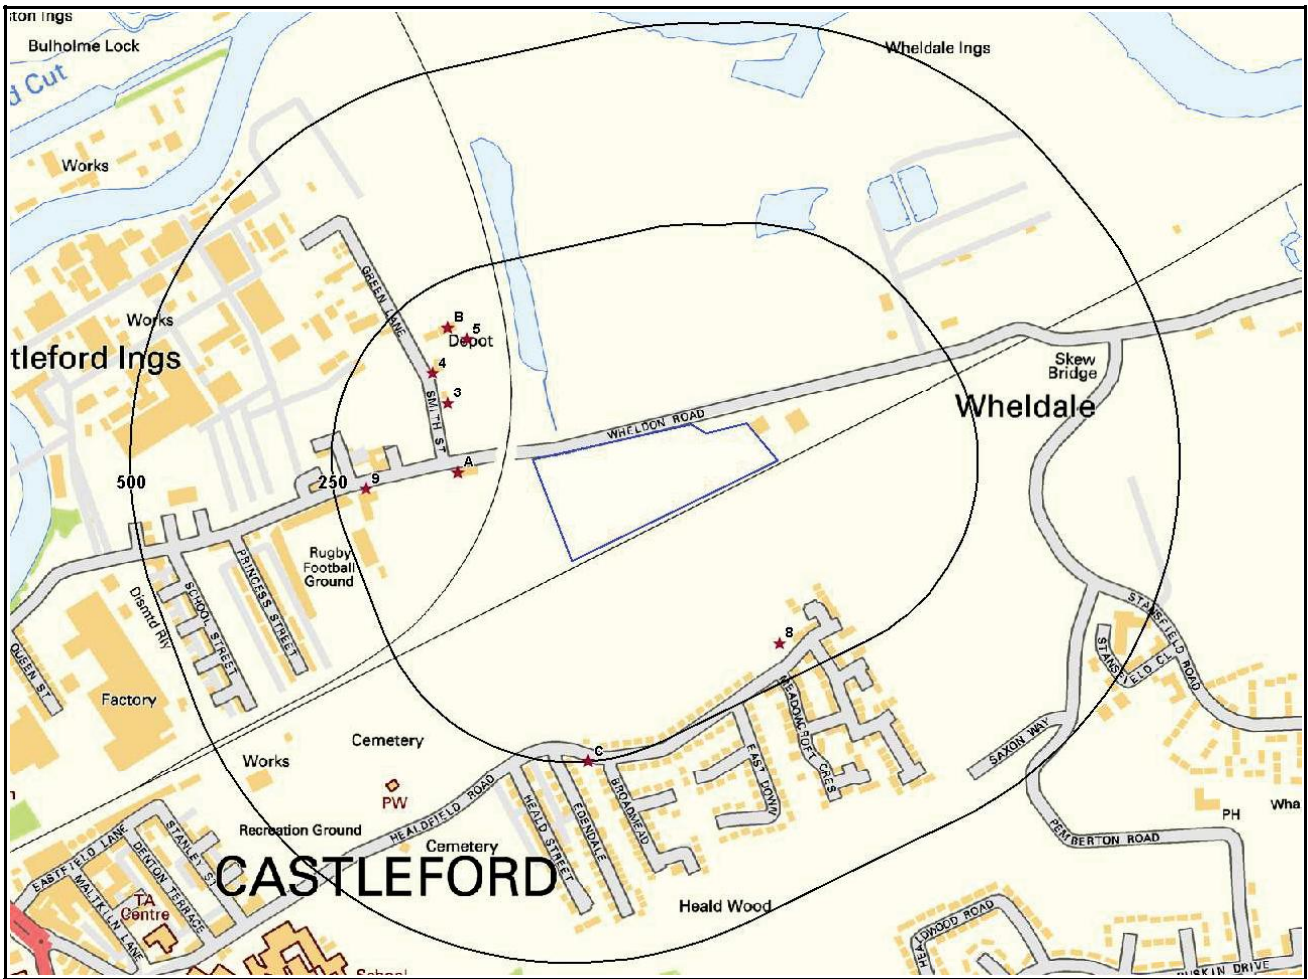 ton Ings
Bulholme Lock
d Cut
Wheldale Ings
Works
GREEN LANE
Works
B
5
Depot
tleford Ings
4
Skew
Bridge
3
SMITH ST
Wheldale
WHELDON ROAD
A
500
250
9
Rugby
Football
Ground
PRINCESS STREET
SCHOOL STREET
Dismtd Rly
STANSFIELD ROAD
8
STANSFIELD CL
QUEEN ST
MEADOWCROFT CRES
Factory
SAXON WAY
Cemetery
C
EAST DOWN
Works
PW
BROADMEAD
HEALDFIELD ROAD
HEALD STREET
EDENDALE
Wha
PH
Recreation Ground
PEMBERTON ROAD
Cemetery
EASTFIELD LANE
STANLEY ST
DENTON TERRACE
MALTKILN LANE
CASTLEFORD
TA
Centre
Heald Wood
HEALDWOOD ROAD
School
RUSKIN DRIVE